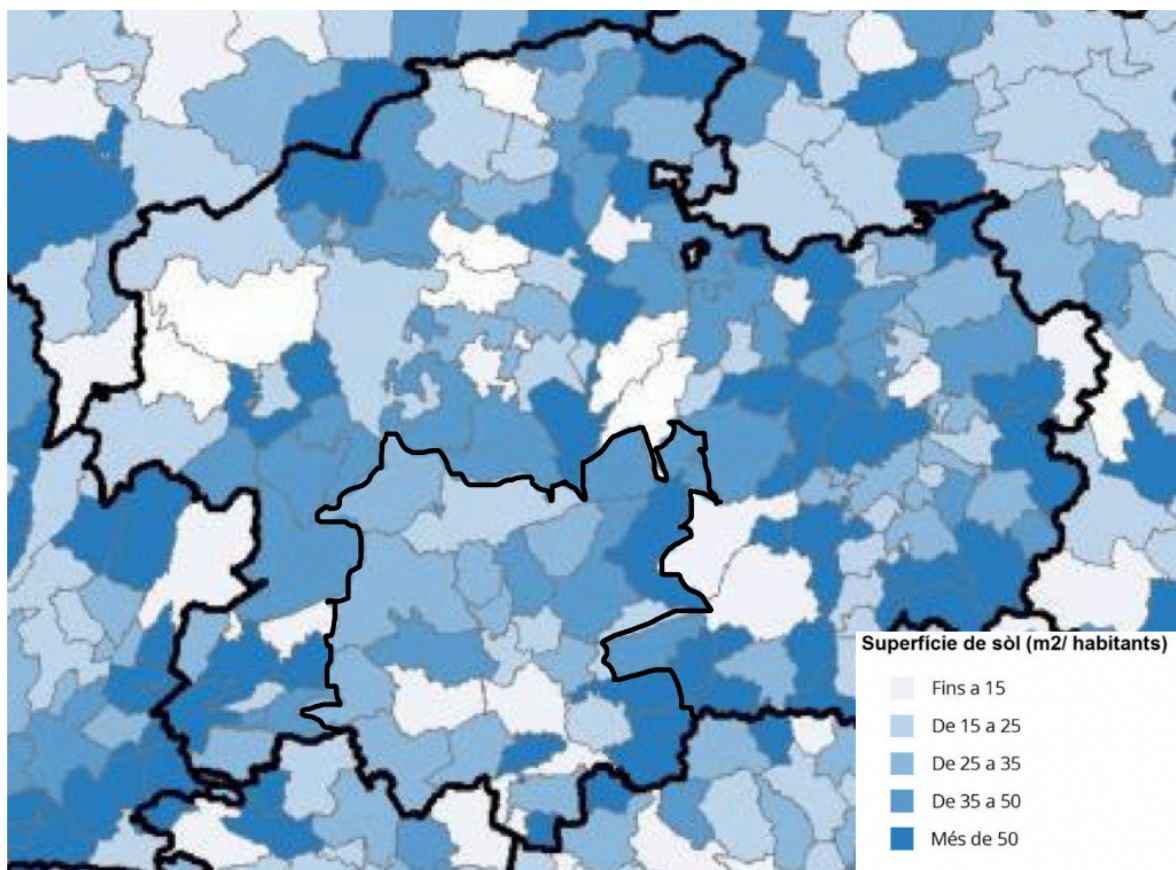 Superfície de sòl (m2/ habitants)
Fins a 15
De 15 a 25
De 25 a 35
De 35 a 50
Més de 50